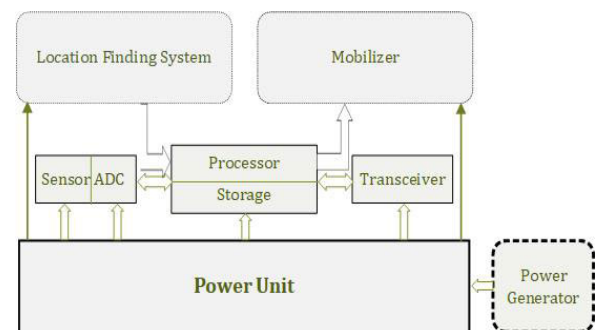 Location Finding System
Mobilizer
Processor
Sensor ADC
Storage
Transceiver
Power Unit
Power
Generator